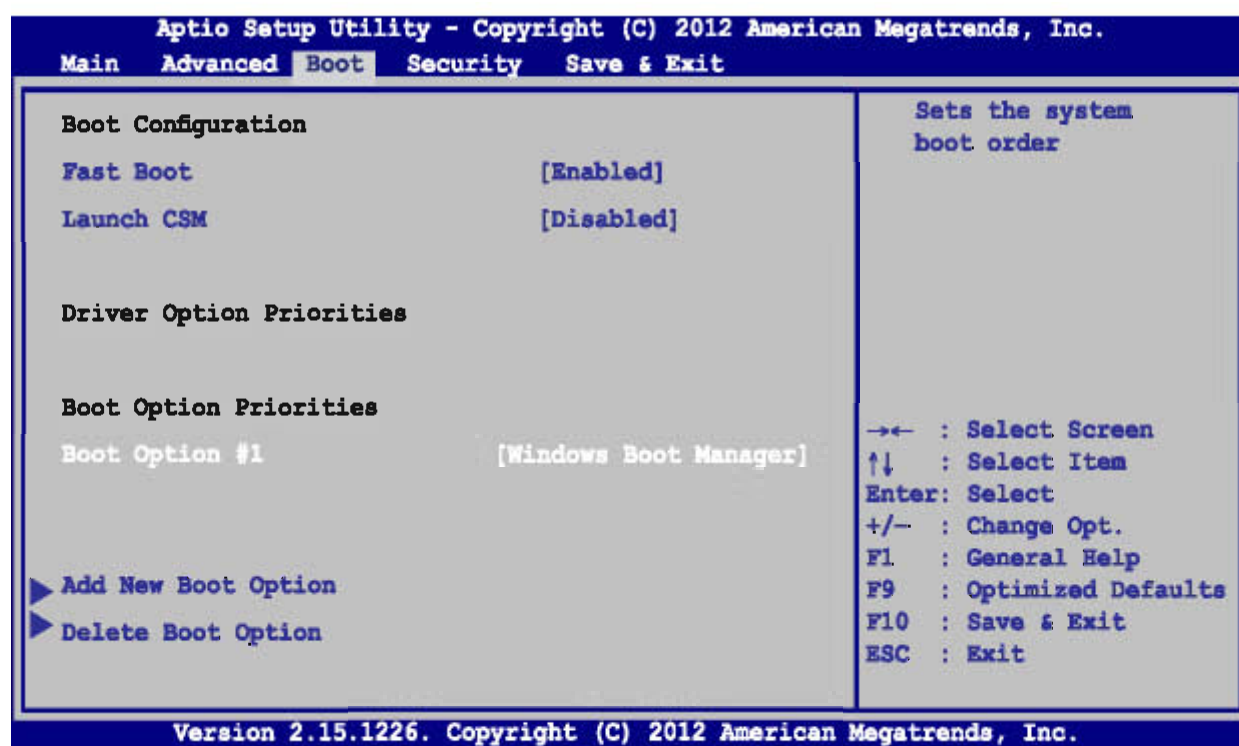 Aptio Setup Utility - Copyright (C) 2012 American Megatrends, Inc.
Main Advanced Boot Security Save & Exit
Boot Configuration
Fast Boot [Enabled]
Launch CSM [Disabled]
Driver Option Priorities
Boot Option Priorities
Boot Option #1 [Windows Boot Manager]
Add New Boot Option
Delete Boot Option
Sets the system
boot order
→← : Select Screen
↑↓ : Select Item
Enter: Select
+/- : Change Opt.
F1 : General Help
F9 : Optimized Defaults
F10 : Save & Exit
ESC : Exit
Version 2.15.1226. Copyright (C) 2012 American Megatrends, Inc.